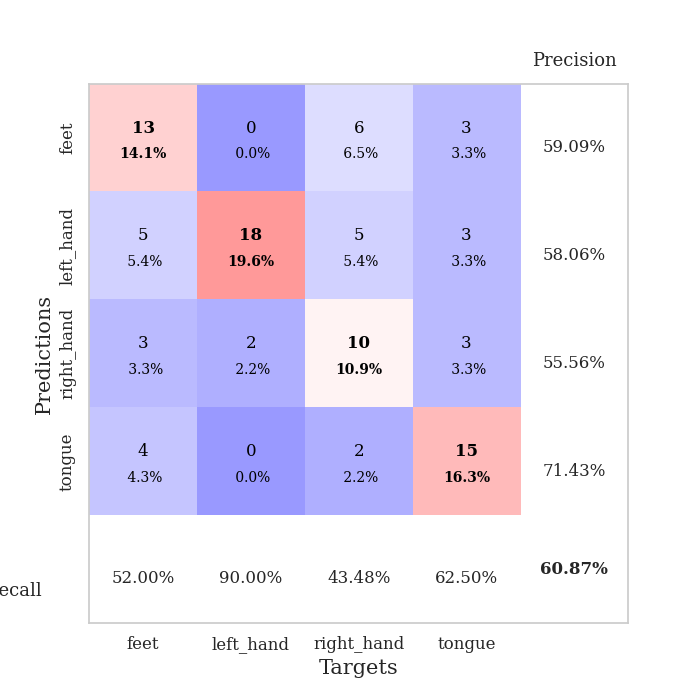 Precision
feet 13 0 6 3 59.09%
14.1% 0.0% 6.5% 3.3%
left_hand 5 18 5 3 58.06%
5.4% 19.6% 5.4% 3.3%
Predictions
right_hand 3 2 10 3 55.56%
3.3% 2.2% 10.9% 3.3%
tongue 4 0 2 15 71.43%
4.3% 0.0% 2.2% 16.3%
ecall 52.00% 90.00% 43.48% 62.50% 60.87%
feet left_hand right_hand tongue
Targets